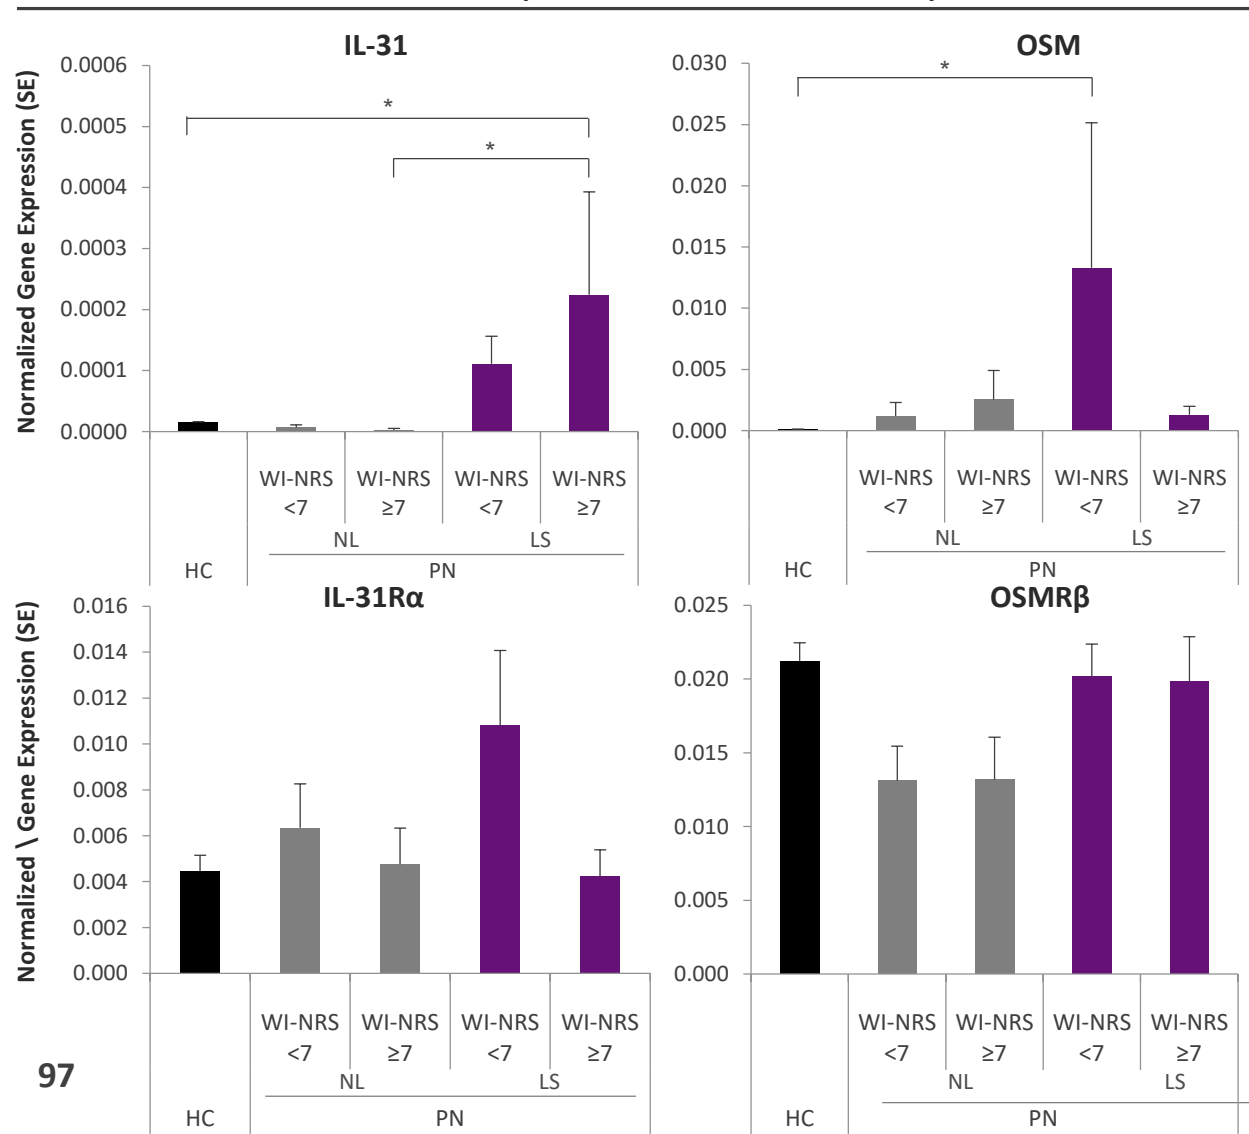 IL-31
Normalized Gene Expression (SE)
0.0006
0.0005
0.0004
0.0003
0.0002
0.0001
0.0000
*
*
WI-NRS WI-NRS WI-NRS WI-NRS
<7 ≥7 <7 ≥7
NL LS
HC PN
OSM
0.030
0.025
0.020
0.015
0.010
0.005
0.000
*
WI-NRS WI-NRS WI-NRS WI-NRS
<7 ≥7 <7 ≥7
NL LS
HC PN
IL-31Rα
Normalized \ Gene Expression (SE)
0.016
0.014
0.012
0.010
0.008
0.006
0.004
0.002
0.000
WI-NRS WI-NRS WI-NRS WI-NRS
<7 ≥7 <7 ≥7
NL LS
HC PN
OSMRβ
0.025
0.020
0.015
0.010
0.005
0.000
WI-NRS WI-NRS WI-NRS WI-NRS
<7 ≥7 <7 ≥7
NL LS
HC PN
97